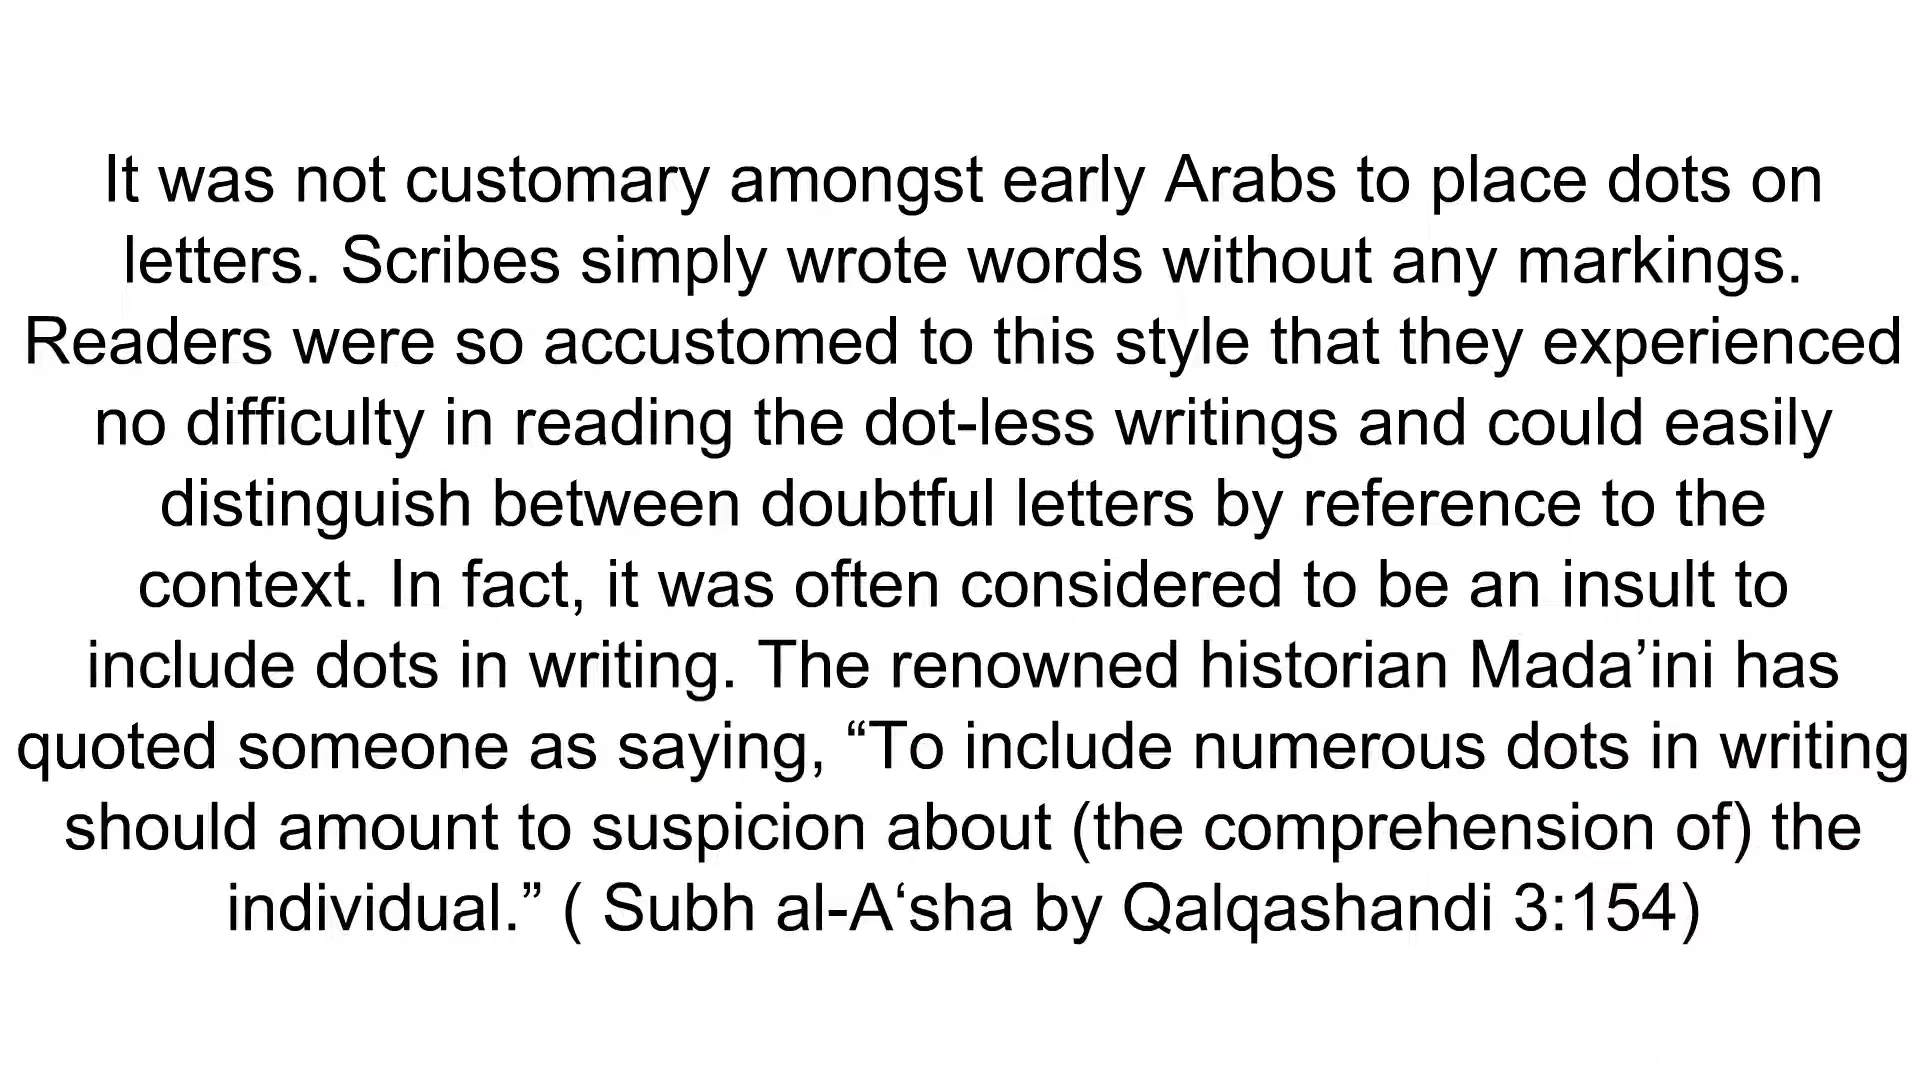 It was not customary amongst early Arabs to place dots on
letters. Scribes simply wrote words without any markings.
Readers were so accustomed to this style that they experienced
no difficulty in reading the dot-less writings and could easily
distinguish between doubtful letters by reference to the
context. In fact, it was often considered to be an insult to
include dots in writing. The renowned historian Mada’ini has
quoted someone as saying, “To include numerous dots in writing
should amount to suspicion about (the comprehension of) the
individual.” ( Subh al-A‘sha by Qalqashandi 3:154)